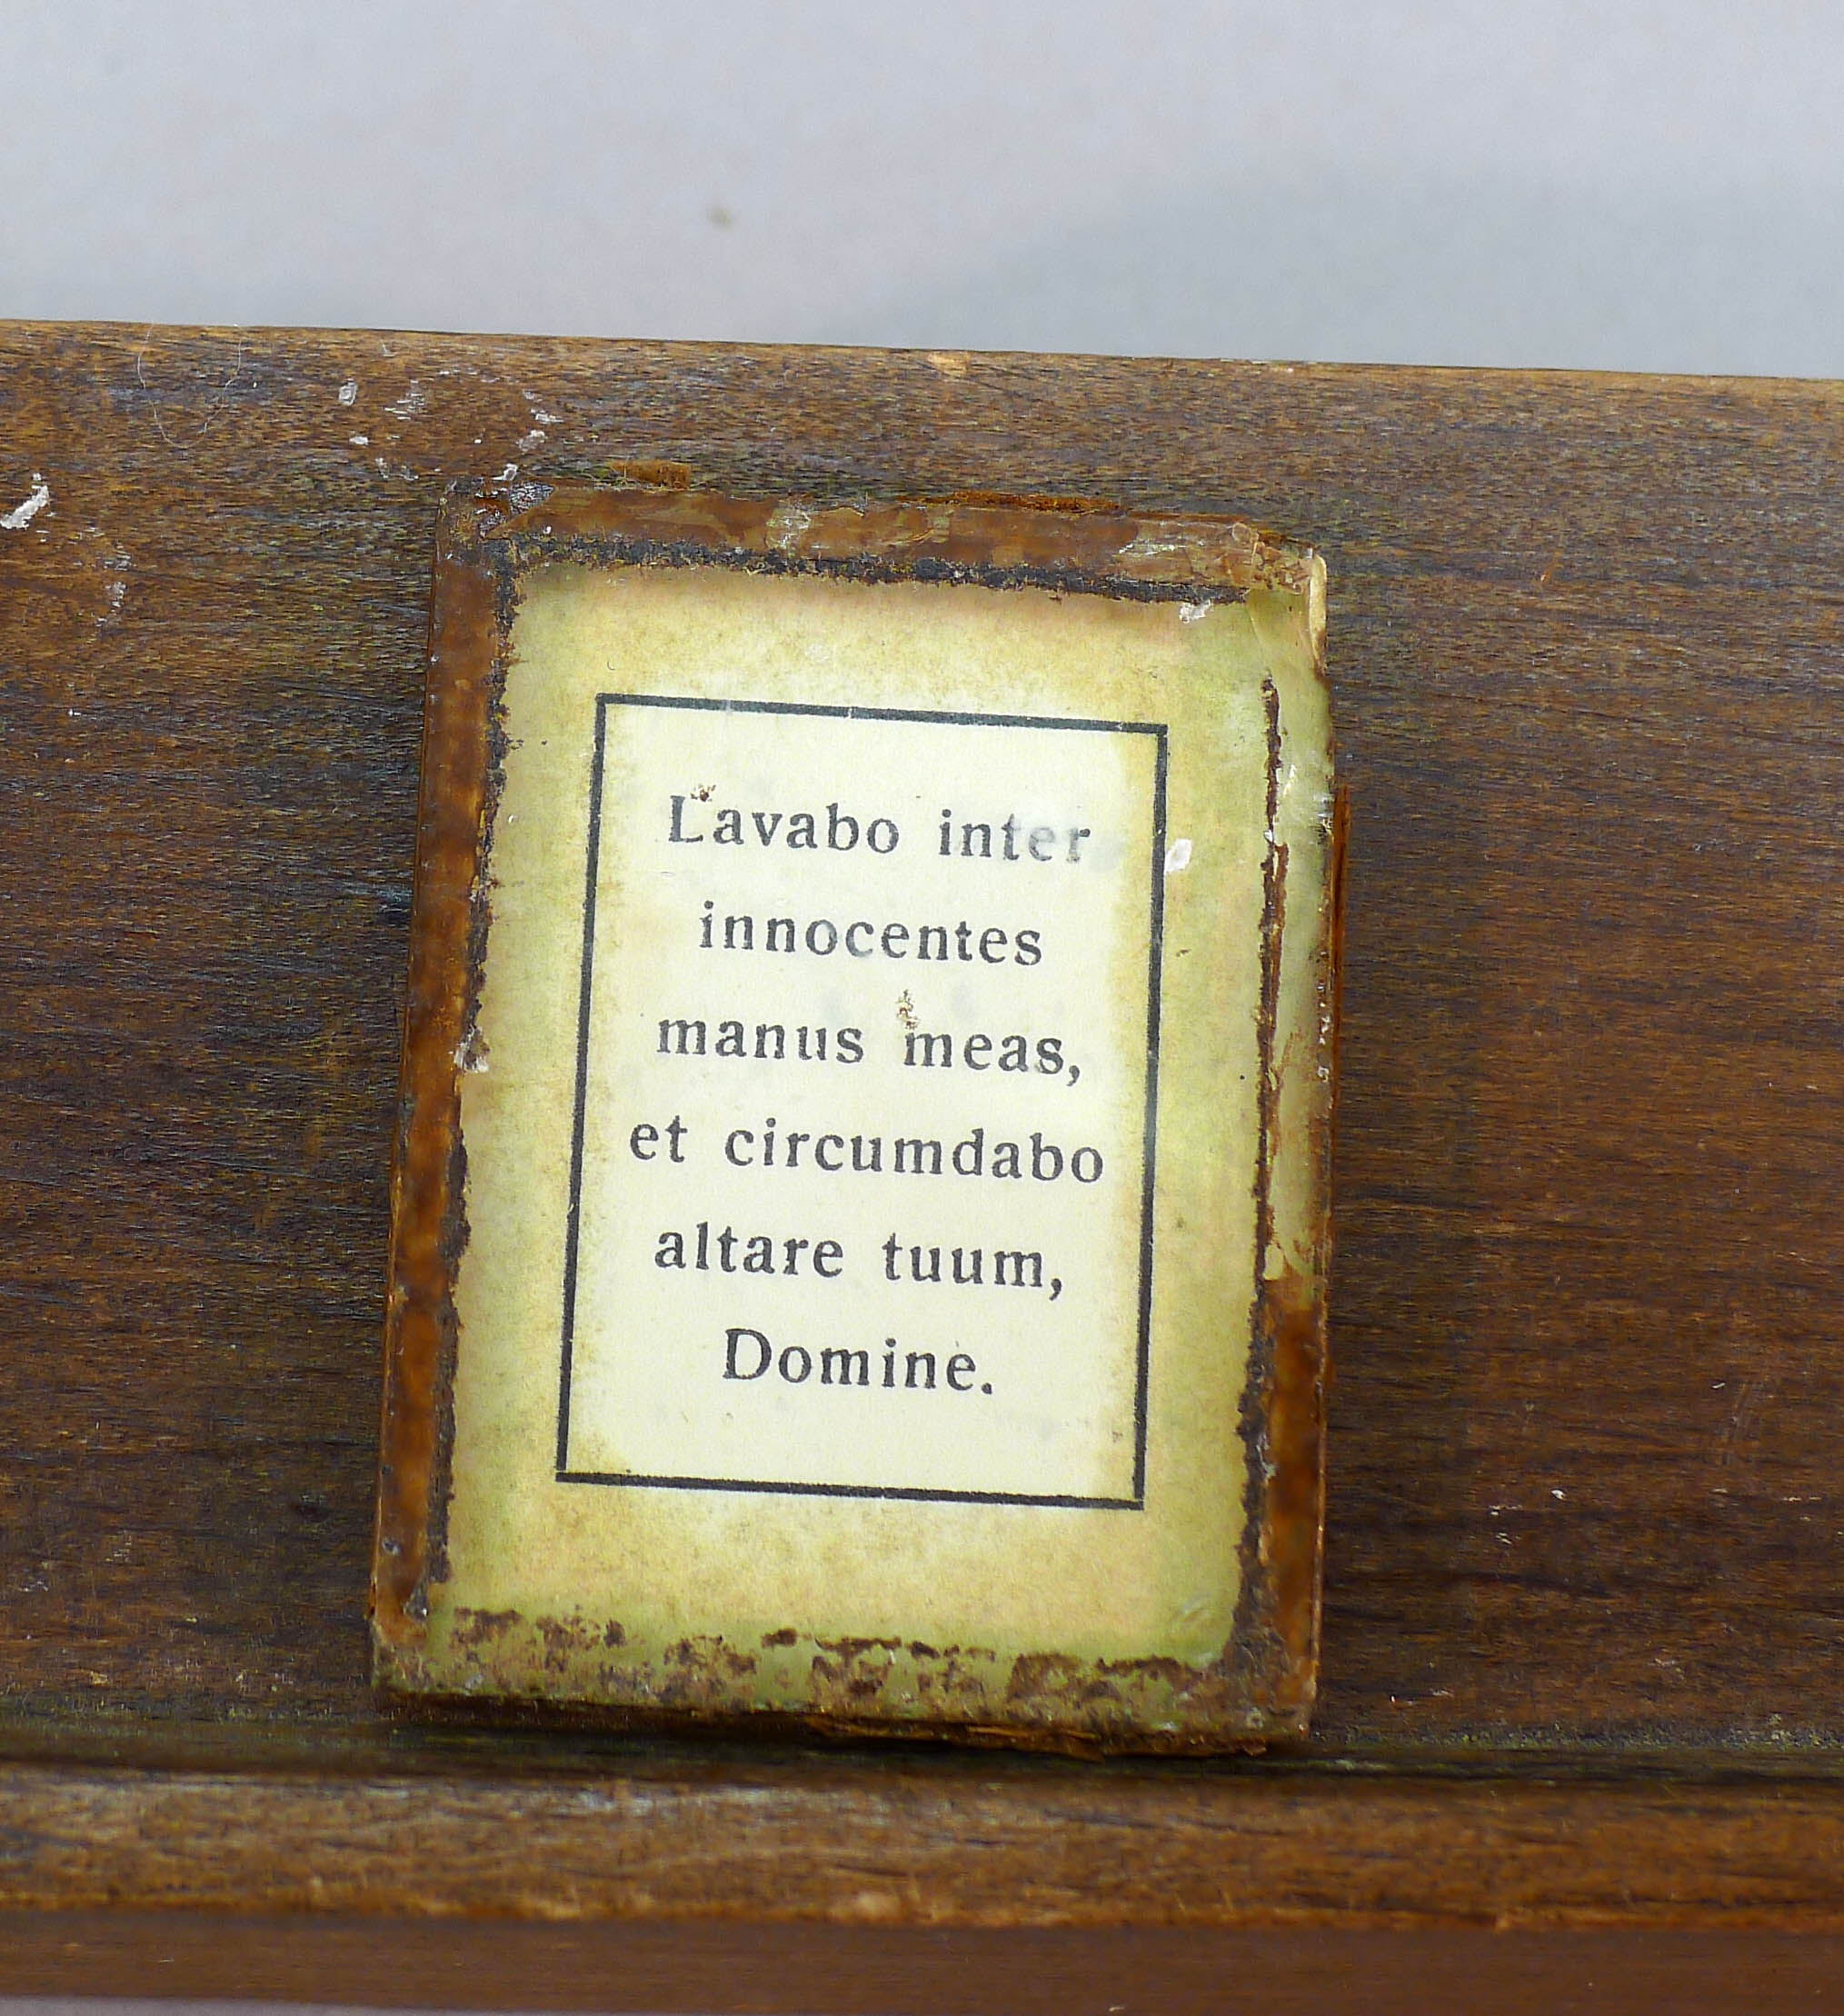 Lavabo inter
innocentes
manus meas,
et circumdabo
altare tuum,
Domine.